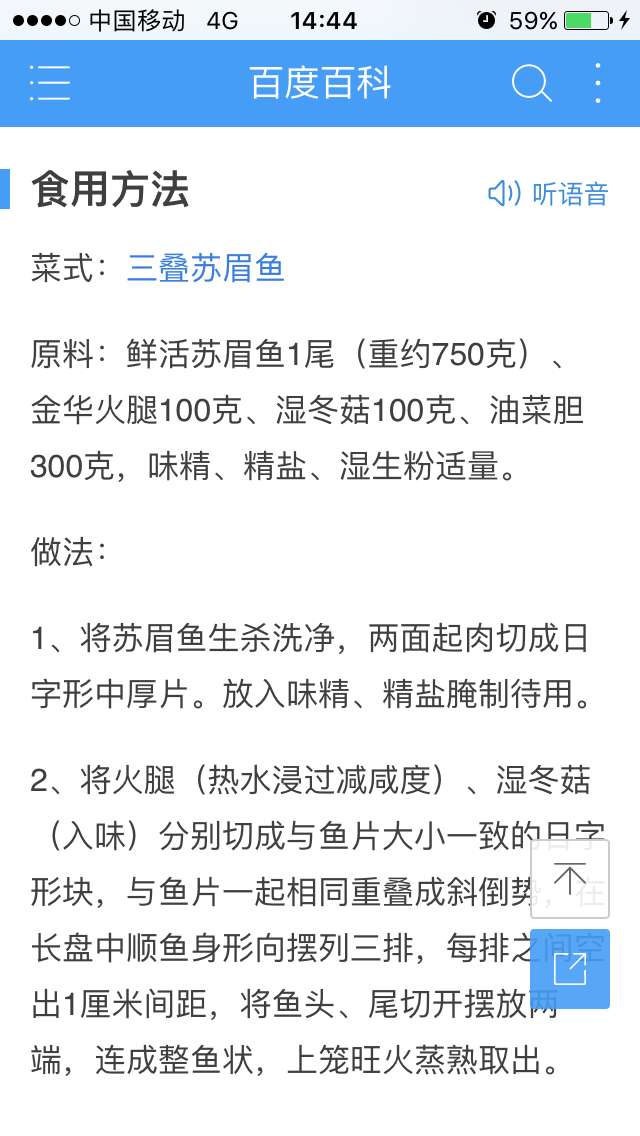 中国移动 4G 14:44 59%
百度百科
食用方法 听语音
菜式：三叠苏眉鱼
原料：鲜活苏眉鱼1尾（重约750克）、
金华火腿100克、湿冬菇100克、油菜胆
300克，味精、精盐、湿生粉适量。
做法：
1、将苏眉鱼生杀洗净，两面起肉切成日
字形中厚片。放入味精、精盐腌制待用。
2、将火腿（热水浸过减咸度）、湿冬菇
（入味）分别切成与鱼片大小一致的日字
形块，与鱼片一起相同重叠成斜倒势，在
长盘中顺鱼身形向摆列三排，每排之间空
出1厘米间距，将鱼头、尾切开摆放两
端，连成整鱼状，上笼旺火蒸熟取出。